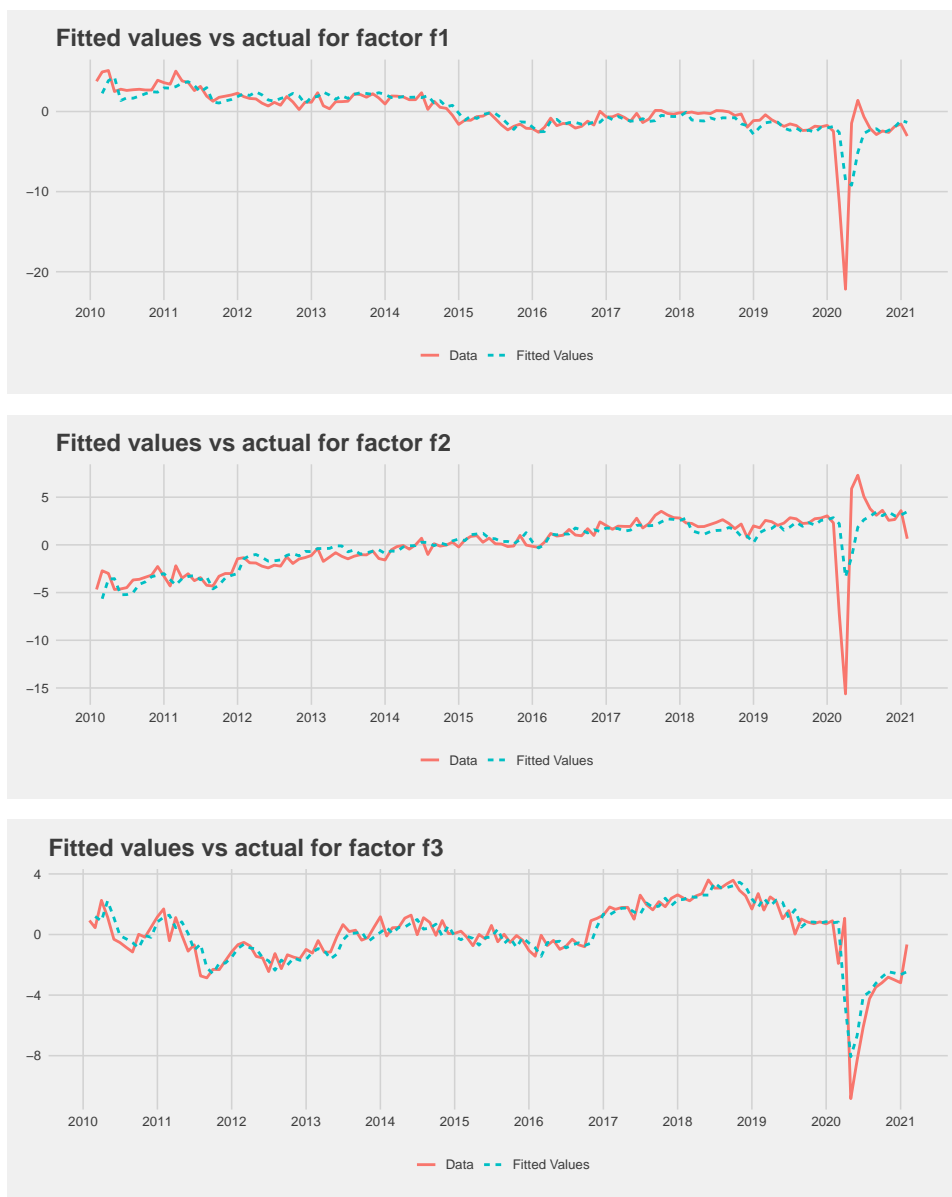 Fitted values vs actual for factor f1
0
−10
−20
2010 2011 2012 2013 2014 2015 2016 2017 2018 2019 2020 2021
Data Fitted Values
Fitted values vs actual for factor f2
5
0
−5
−10
−15
2010 2011 2012 2013 2014 2015 2016 2017 2018 2019 2020 2021
Data Fitted Values
Fitted values vs actual for factor f3
4
0
−4
−8
2010 2011 2012 2013 2014 2015 2016 2017 2018 2019 2020 2021
Data Fitted Values